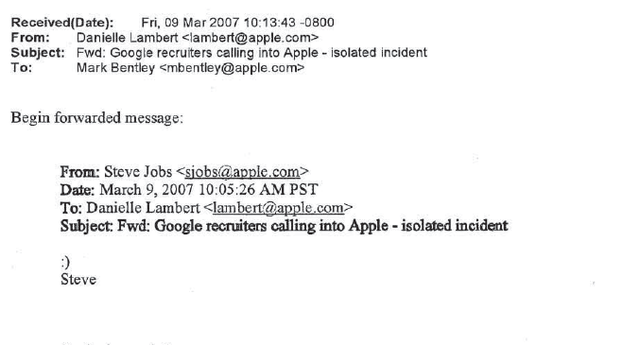 Received(Date): Fri, 09 Mar 2007 10:13:43 -0800
From: Danielle Lambert <lambert@apple.com>
Subject: Fwd: Google recruiters calling into Apple - isolated incident
To: Mark Bentley <mbentley@apple.com>
Begin forwarded message:
From: Steve Jobs <sjobs@apple.com>
Date: March 9, 2007 10:05:26 AM PST
To: Danielle Lambert <lambert@apple.com>
Subject: Fwd: Google recruiters calling into Apple - isolated incident
:)
Steve